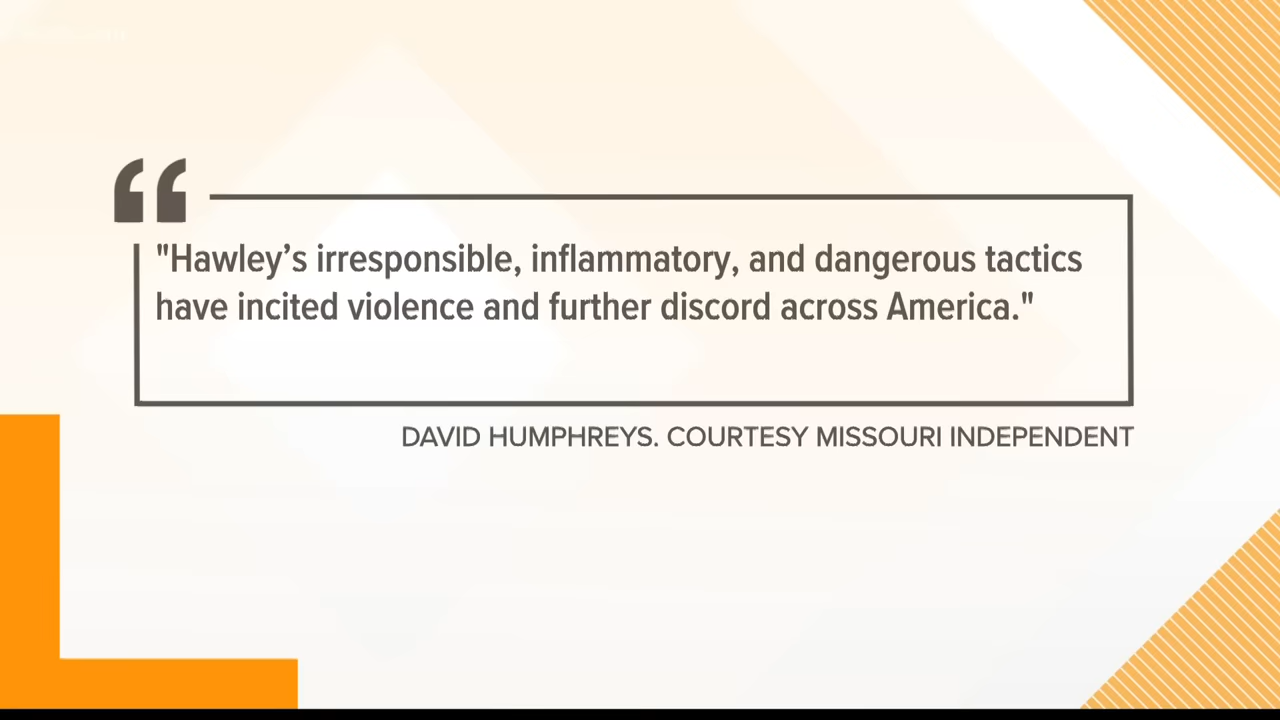 "Hawley’s irresponsible, inflammatory, and dangerous tactics
have incited violence and further discord across America."
DAVID HUMPHREYS. COURTESY MISSOURI INDEPENDENT